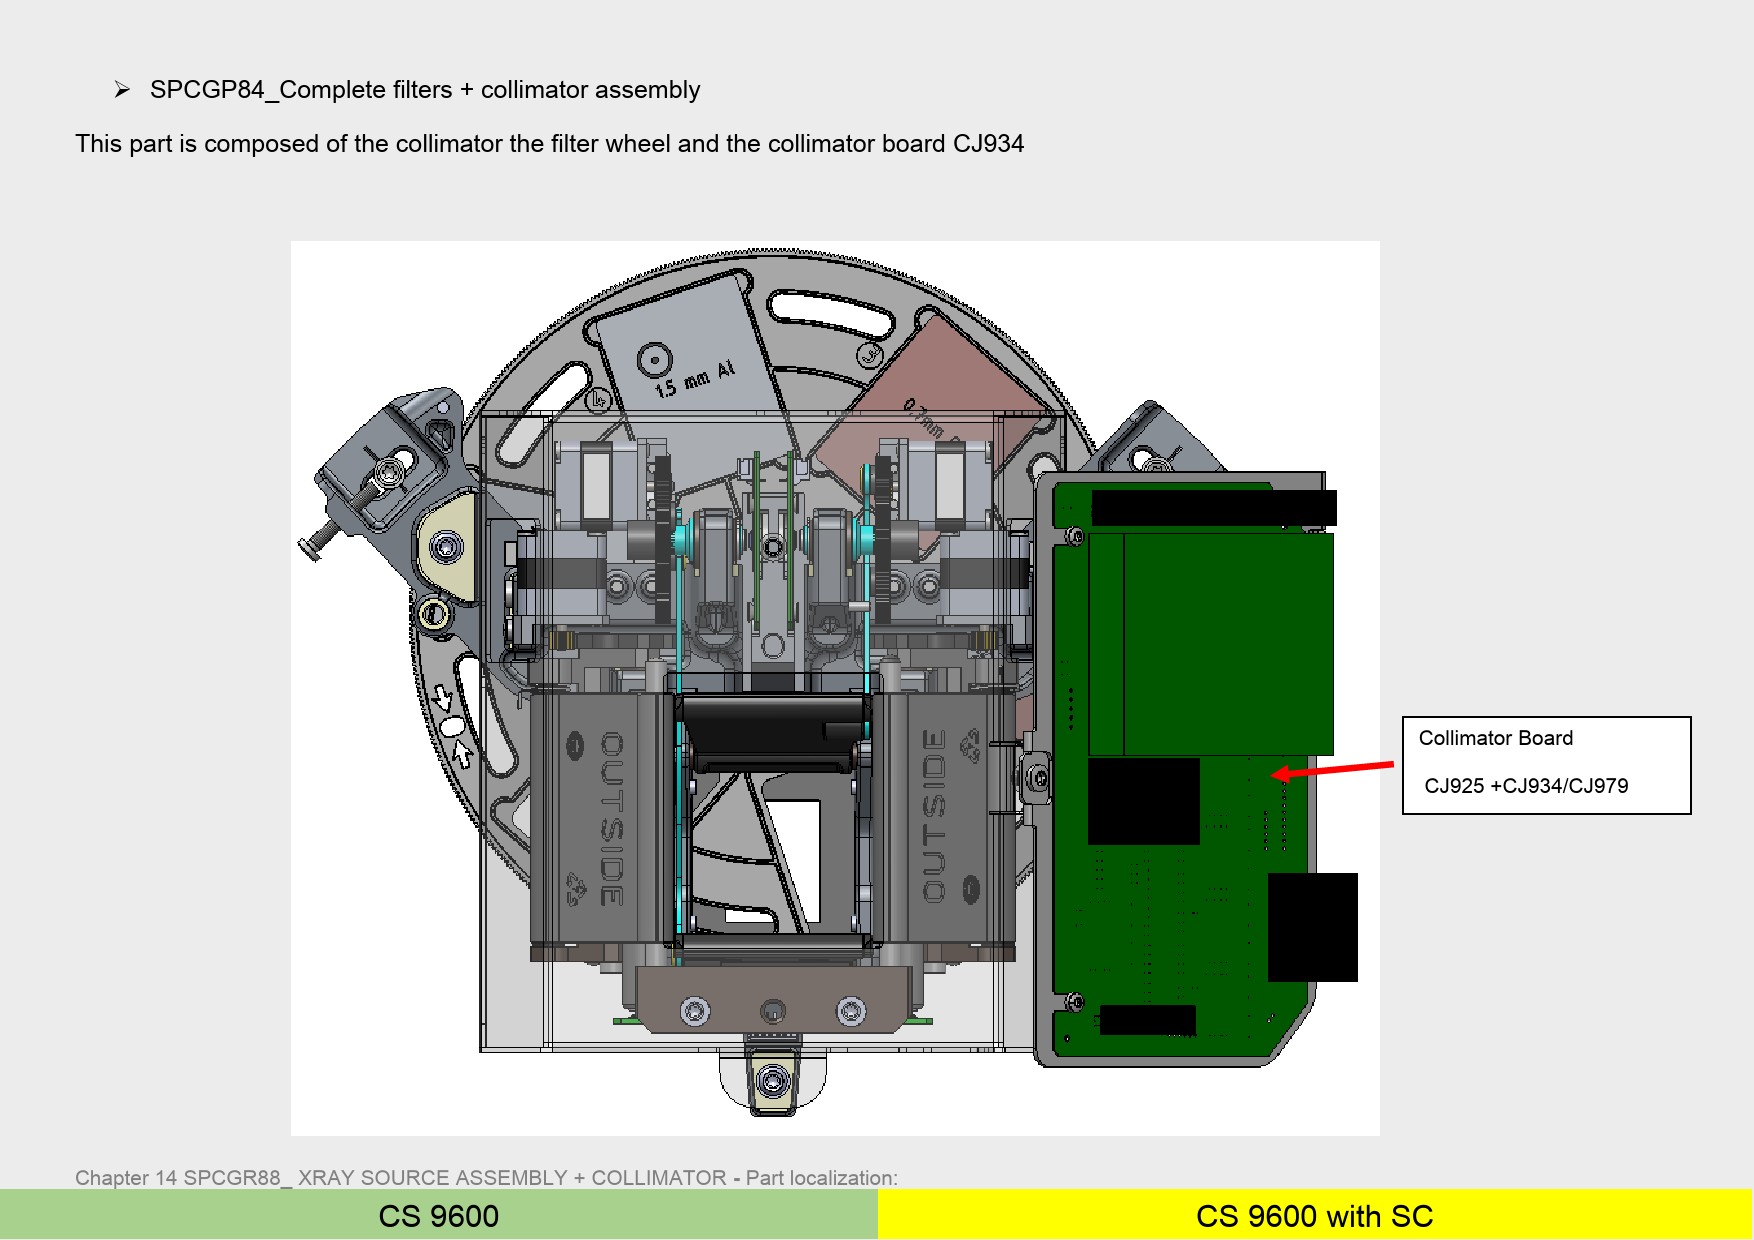 SPCGP84_Complete filters + collimator assembly
This part is composed of the collimator the filter wheel and the collimator board CJ934
1.5 mm Al
3
4
OUTSIDE
OUTSIDE
Collimator Board
CJ925 +CJ934/CJ979
Chapter 14 SPCGR88_ XRAY SOURCE ASSEMBLY + COLLIMATOR - Part localization:
CS 9600
CS 9600 with SC